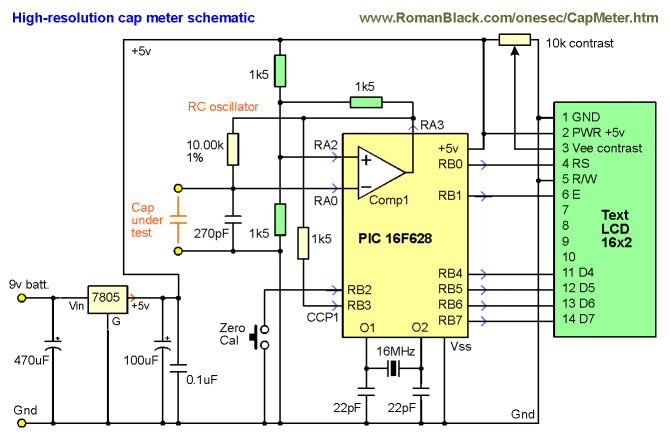 High-resolution cap meter schematic
www.RomanBlack.com/onesec/CapMeter.htm
+5v
10k contrast
1k5
1k5
RC oscillator
RA3
10.00k
1%
RA2
+5v
RB0
RB1
Comp1
RA0
PIC 16F628
Cap
under
test
270pF
1k5
1k5
1 GND
2 PWR +5v
3 Vee contrast
4 RS
5 R/W
6 E
7
8
9
10
11 D4
12 D5
13 D6
14 D7
Text
LCD
16x2
RB4
RB5
RB6
RB7
RB2
RB3
CCP1
O1
O2
Vss
9v batt.
Vin
7805
+5v
G
Zero
Cal
16MHz
470uF
100uF
0.1uF
22pF
22pF
Gnd
Gnd